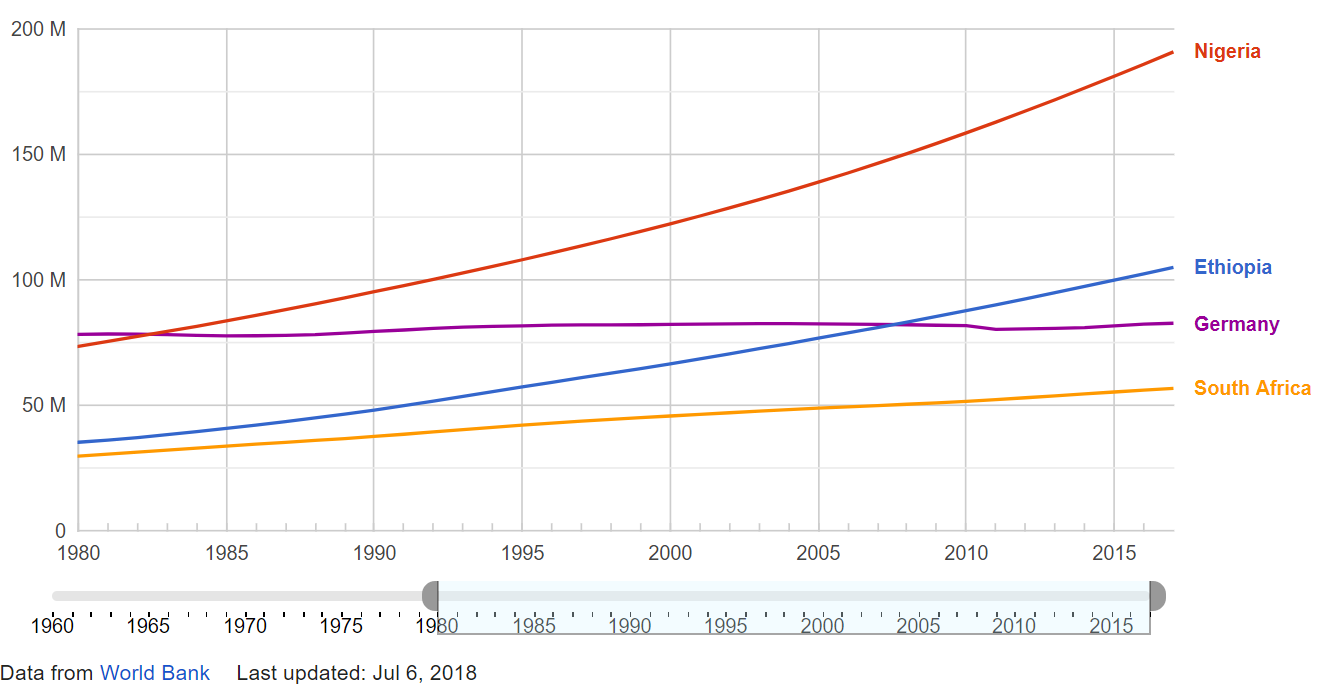 200 M
Nigeria
150 M
100 M
Ethiopia
Germany
50 M
South Africa
0
1980 1985 1990 1995 2000 2005 2010 2015
1960 1965 1970 1975 1980 1985 1990 1995 2000 2005 2010 2015
Data from World Bank Last updated: Jul 6, 2018